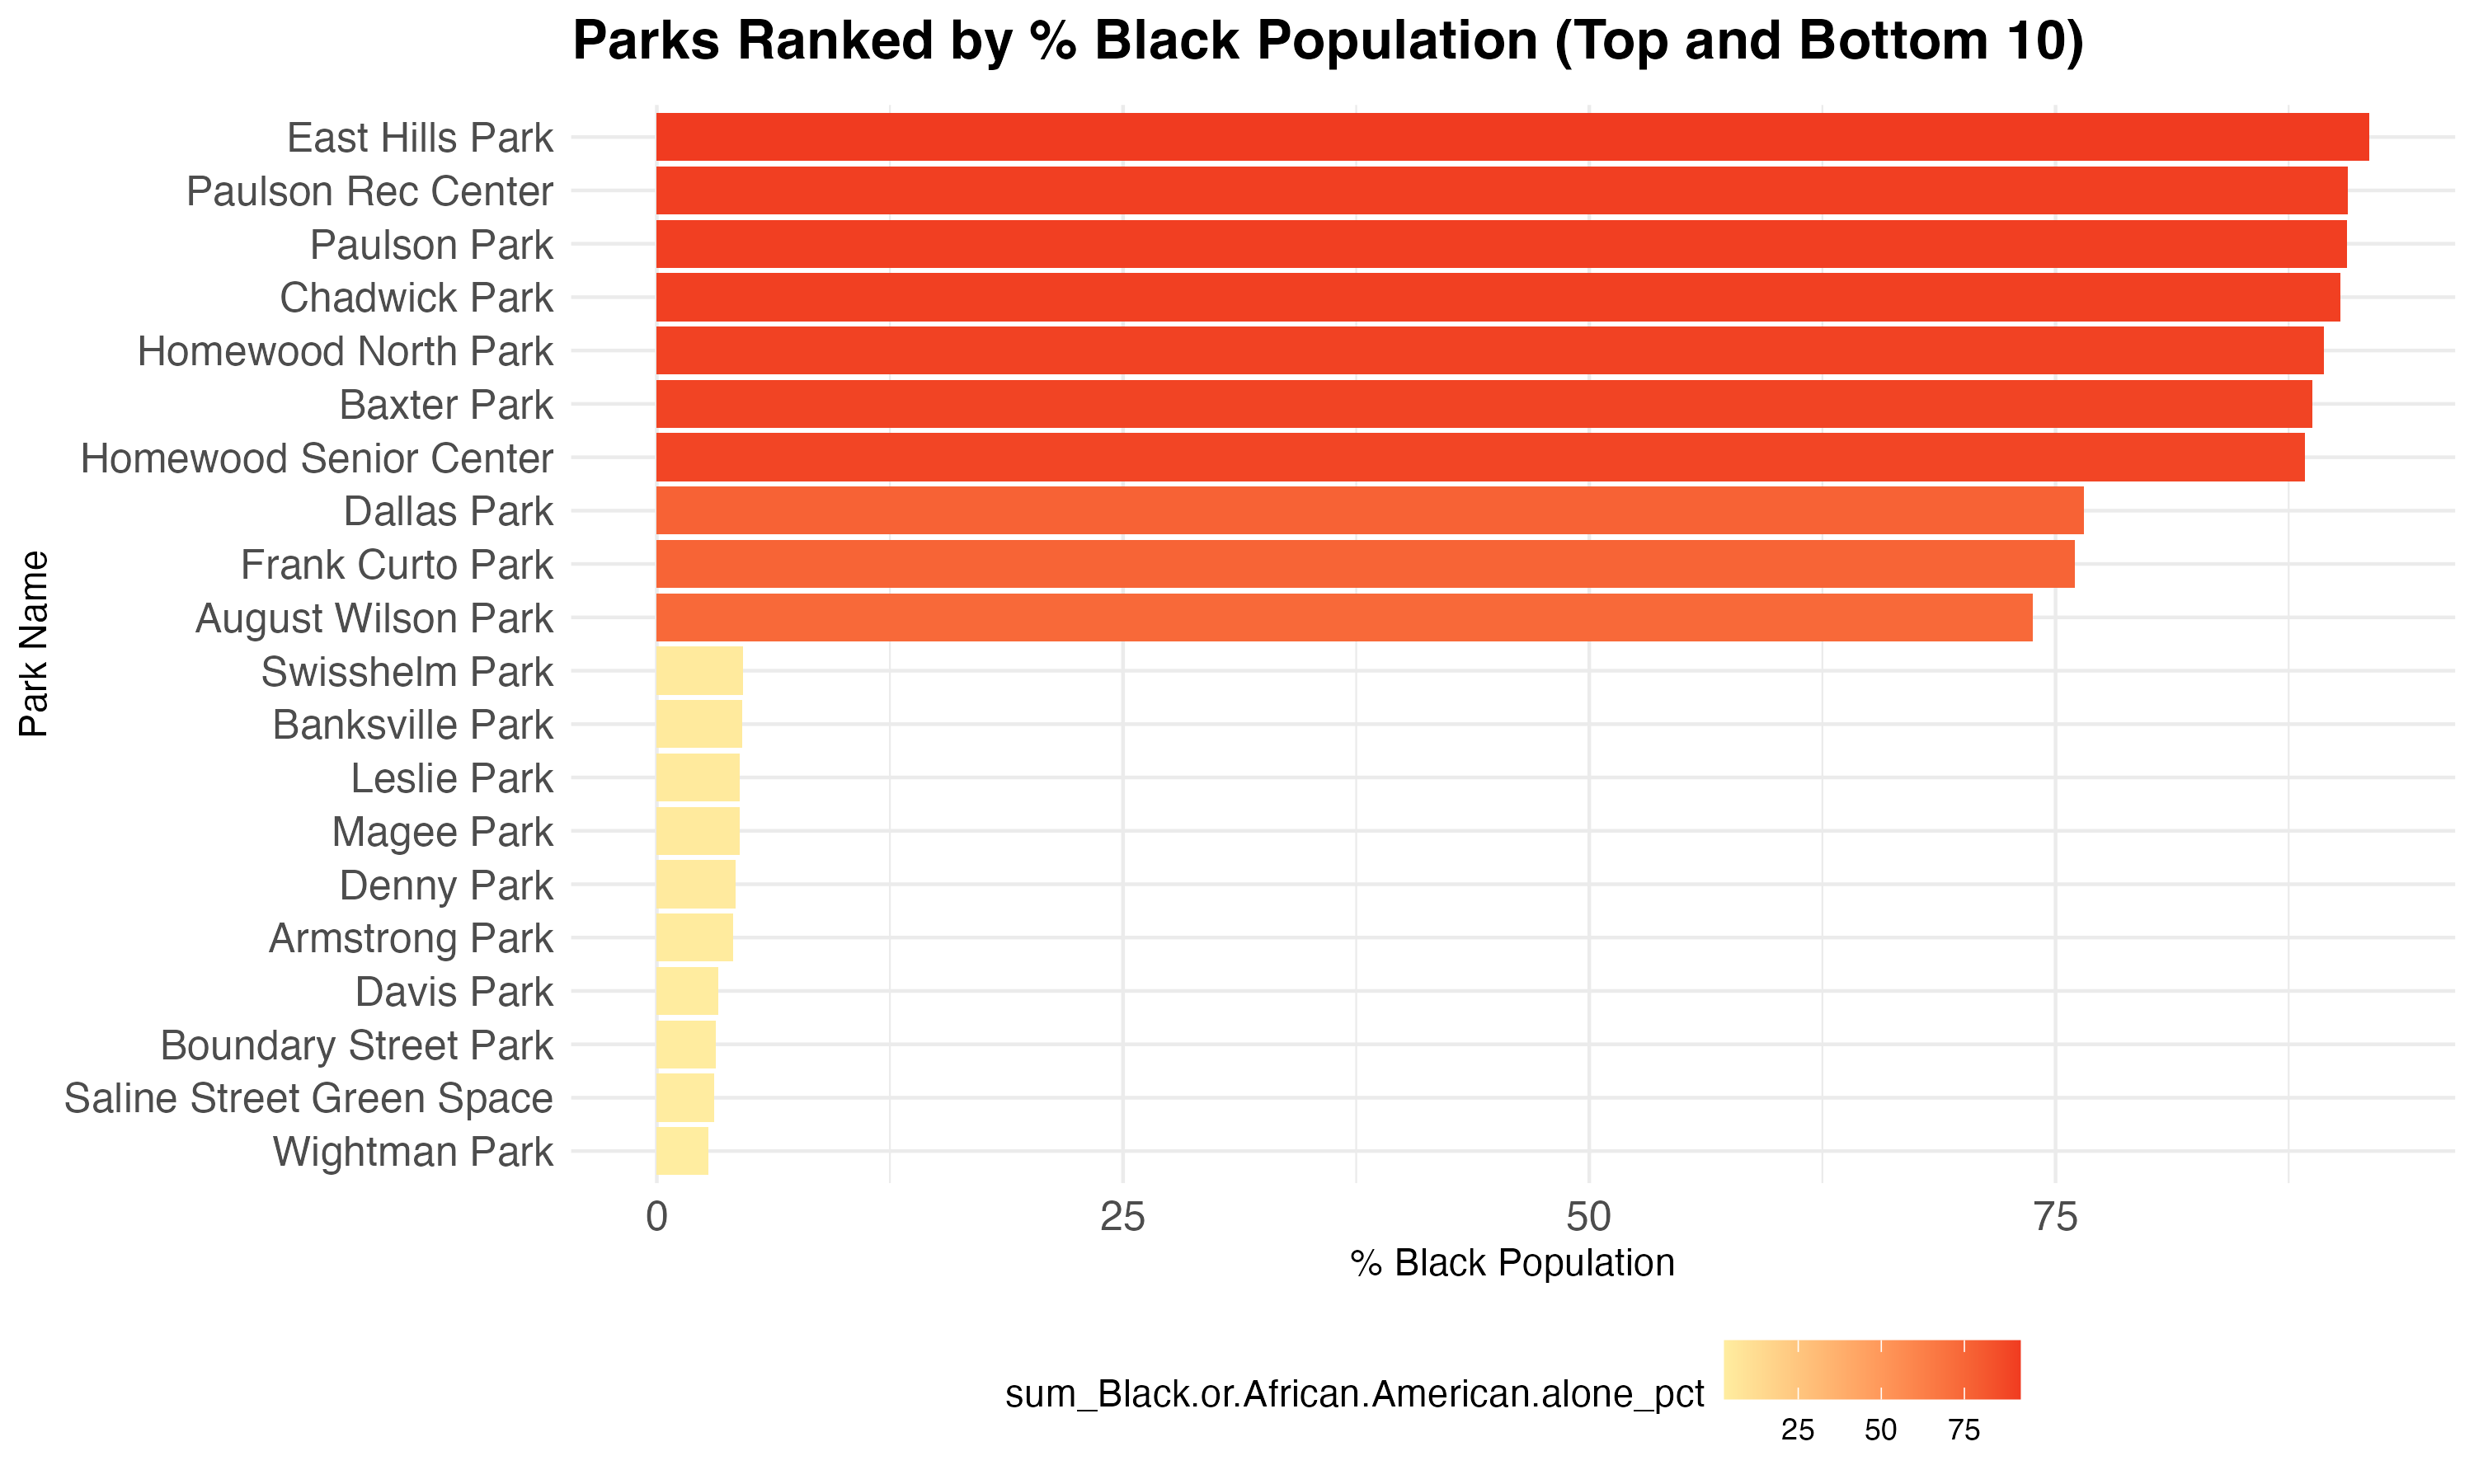 Parks Ranked by % Black Population (Top and Bottom 10)
Park Name
East Hills Park
Paulson Rec Center
Paulson Park
Chadwick Park
Homewood North Park
Baxter Park
Homewood Senior Center
Dallas Park
Frank Curto Park
August Wilson Park
Swisshelm Park
Banksville Park
Leslie Park
Magee Park
Denny Park
Armstrong Park
Davis Park
Boundary Street Park
Saline Street Green Space
Wightman Park
0 25 50 75
% Black Population
sum_Black.or.African.American.alone_pct
25 50 75